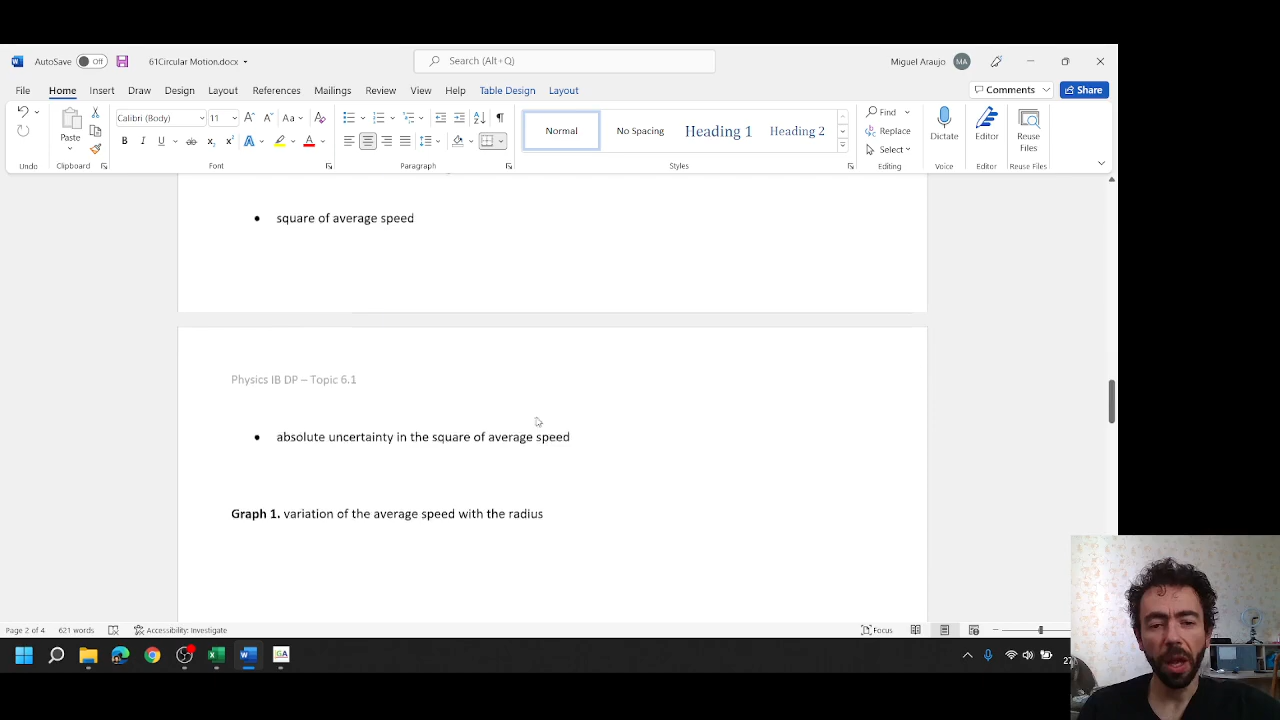 AutoSave Off 61Circular Motion.docx Search (Alt+Q) Miguel Araujo MA
File Home Insert Draw Design Layout References Mailings Review View Help Table Design Layout Comments Share
Calibri (Body) 11 Aa Normal No Spacing Heading 1 Heading 2 Find
Paste Replace Dictate Editor Reuse Files
B I U ab x2 x2 A A Select
Undo Clipboard Font Paragraph Styles Editing Voice Editor Reuse Files
• square of average speed
Physics IB DP – Topic 6.1
• absolute uncertainty in the square of average speed
Graph 1. variation of the average speed with the radius
Page 2 of 4 621 words Accessibility: Investigate Focus